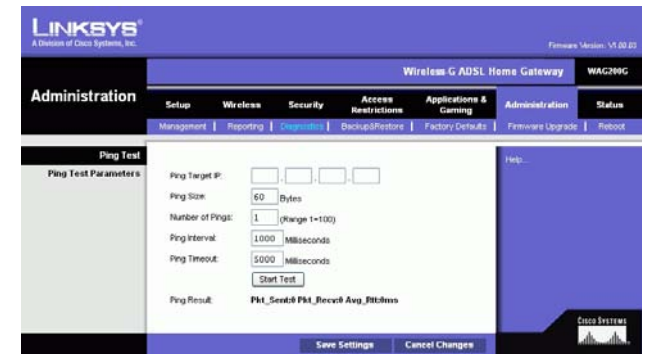 LINKSYS®
A Division of Cisco Systems, Inc.
Firmware Version: V1.00.03
Wireless-G ADSL Home Gateway WAG200G
Administration
Setup Wireless Security Access Restrictions Applications & Gaming Administration Status
Management | Reporting | Diagnostics | Backup&Restore | Factory Defaults | Firmware Upgrade | Reboot
Ping Test
Ping Test Parameters
Help...
Ping Target IP: . . .
Ping Size: 60 Bytes
Number of Pings: 1 (Range 1~100)
Ping Interval: 1000 Milliseconds
Ping Timeout: 5000 Milliseconds
Start Test
Ping Result: Pkt_Sent:0 Pkt_Recv:0 Avg_Rtt:0ms
Save Settings Cancel Changes
CISCO SYSTEMS